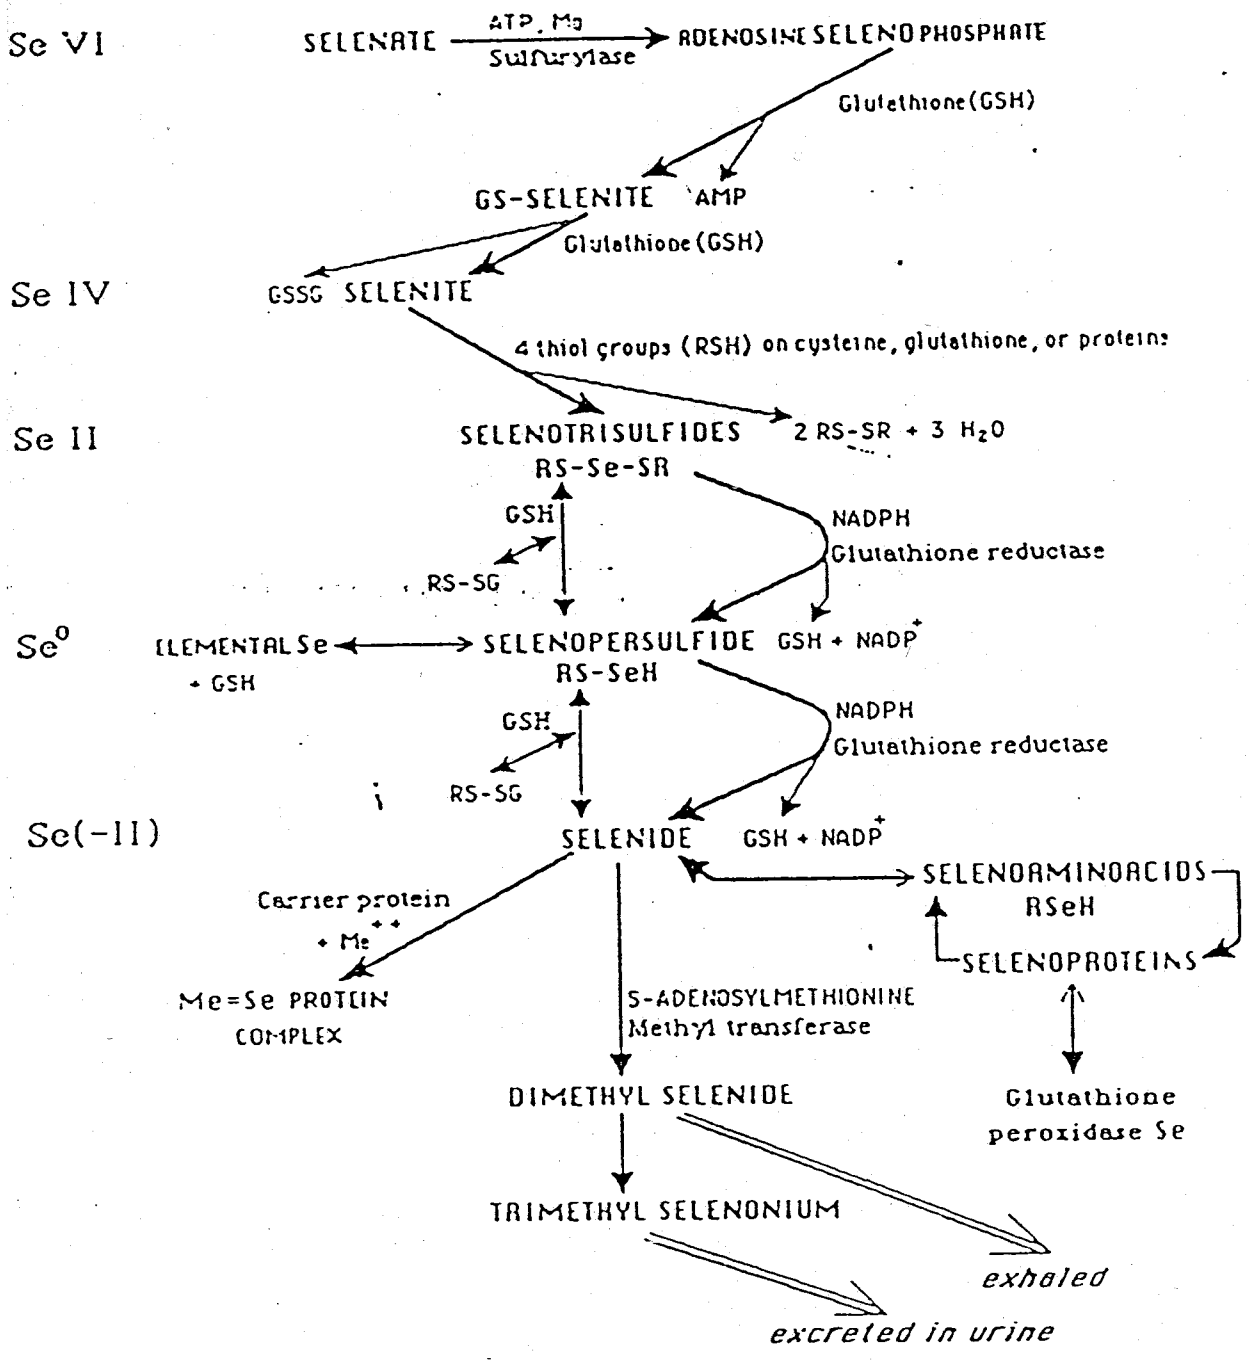 ATP, Mg
Se VI SELENATE ADENOSINE SELENO PHOSPHATE
Sulfurylase
Glutathione (GSH)
GS-SELENITE AMP
Glutathione (GSH)
Se IV GSSG SELENITE
4 thiol groups (RSH) on cysteine, glutathione, or proteins
Se II SELENOTRISULFIDES 2 RS-SR + 3 H2O
RS-Se-SR
GSH NADPH
Glutathione reductase
RS-SG
Se0 ELEMENTAL Se SELENOPERSULFIDE GSH + NADP+
+ GSH RS-SeH
GSH NADPH
Glutathione reductase
RS-SG
Se(-II) SELENIDE GSH + NADP+
SELENOAMINOACIDS
RSeH
Carrier protein
+ Me++
SELENOPROTEINS
Me=Se PROTEIN
COMPLEX
S-ADENOSYLMETHIONINE
Methyl transferase
DIMETHYL SELENIDE
Glutathione
peroxidase Se
TRIMETHYL SELENONIUM
exhaled
excreted in urine